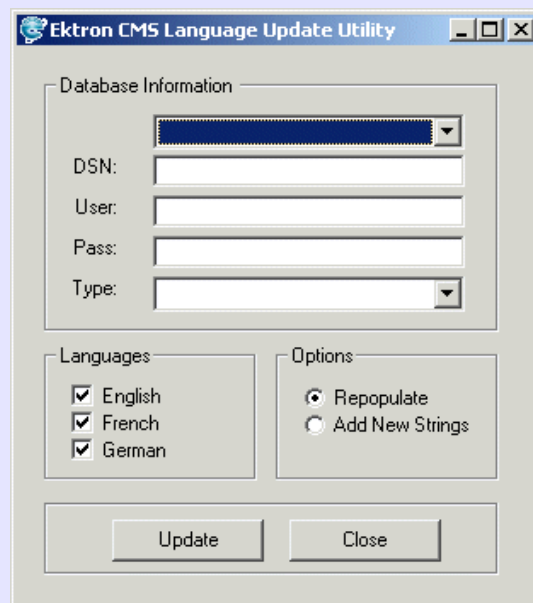 Ektron CMS Language Update Utility
Database Information
DSN:
User:
Pass:
Type:
Languages
English
French
German
Options
Repopulate
Add New Strings
Update
Close